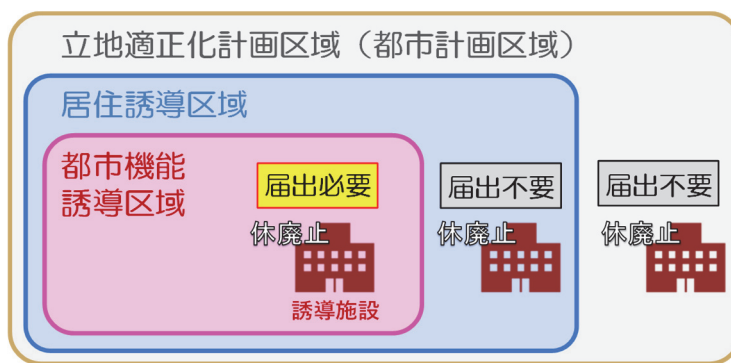 立地適正化計画区域（都市計画区域）
居住誘導区域
都市機能
誘導区域
届出必要
届出不要
届出不要
休廃止
休廃止
休廃止
誘導施設